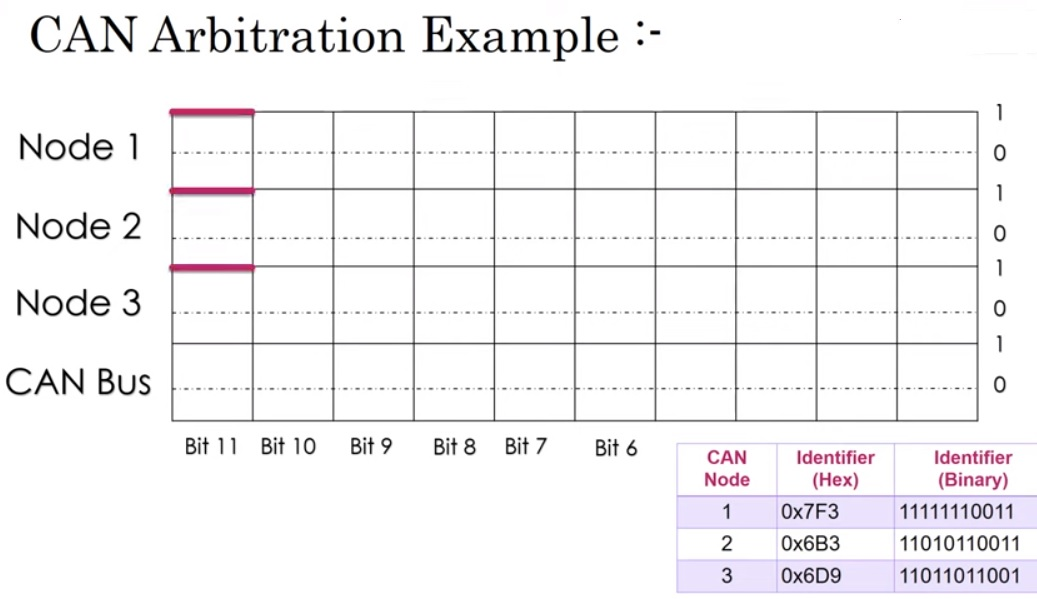 CAN Arbitration Example :-
1
Node 1
0
1
Node 2
0
1
Node 3
0
1
CAN Bus
0
Bit 11 Bit 10 Bit 9 Bit 8 Bit 7 Bit 6
CAN Node Identifier (Hex) Identifier (Binary)
1 0x7F3 11111110011
2 0x6B3 11010110011
3 0x6D9 11011011001